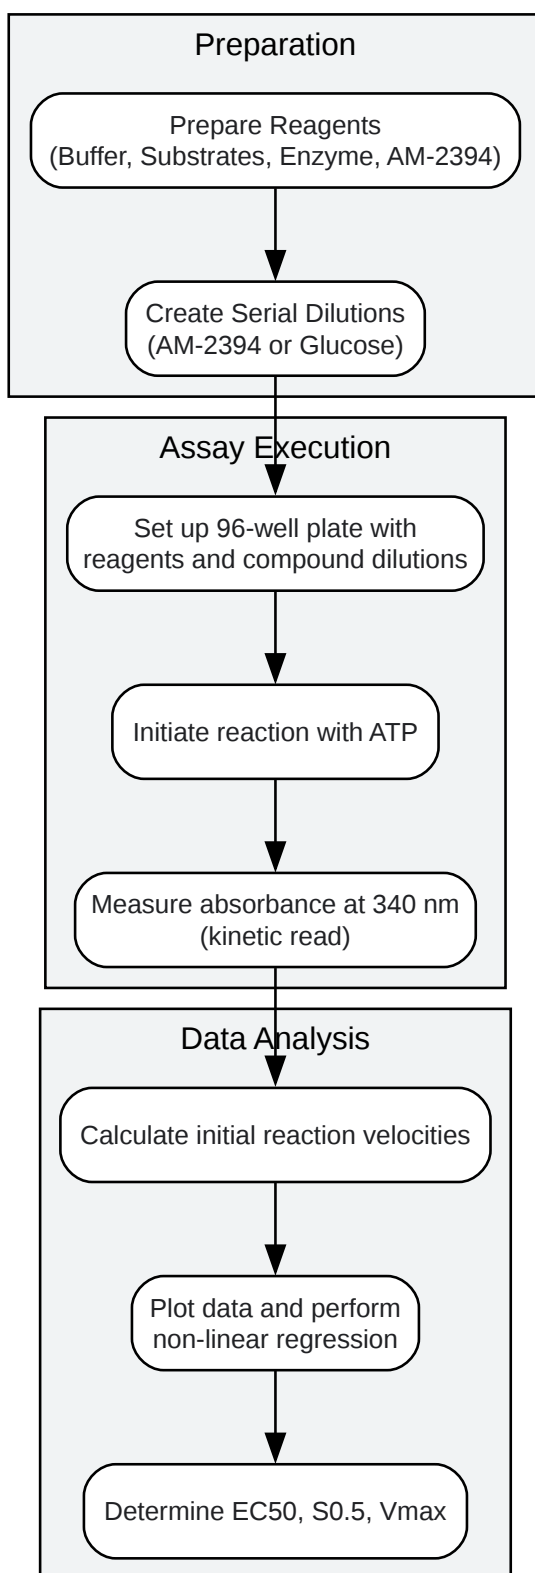 Preparation
Prepare Reagents
(Buffer, Substrates, Enzyme, AM-2394)
Create Serial Dilutions
(AM-2394 or Glucose)
Assay Execution
Set up 96-well plate with
reagents and compound dilutions
Initiate reaction with ATP
Measure absorbance at 340 nm
(kinetic read)
Data Analysis
Calculate initial reaction velocities
Plot data and perform
non-linear regression
Determine EC50, S0.5, Vmax